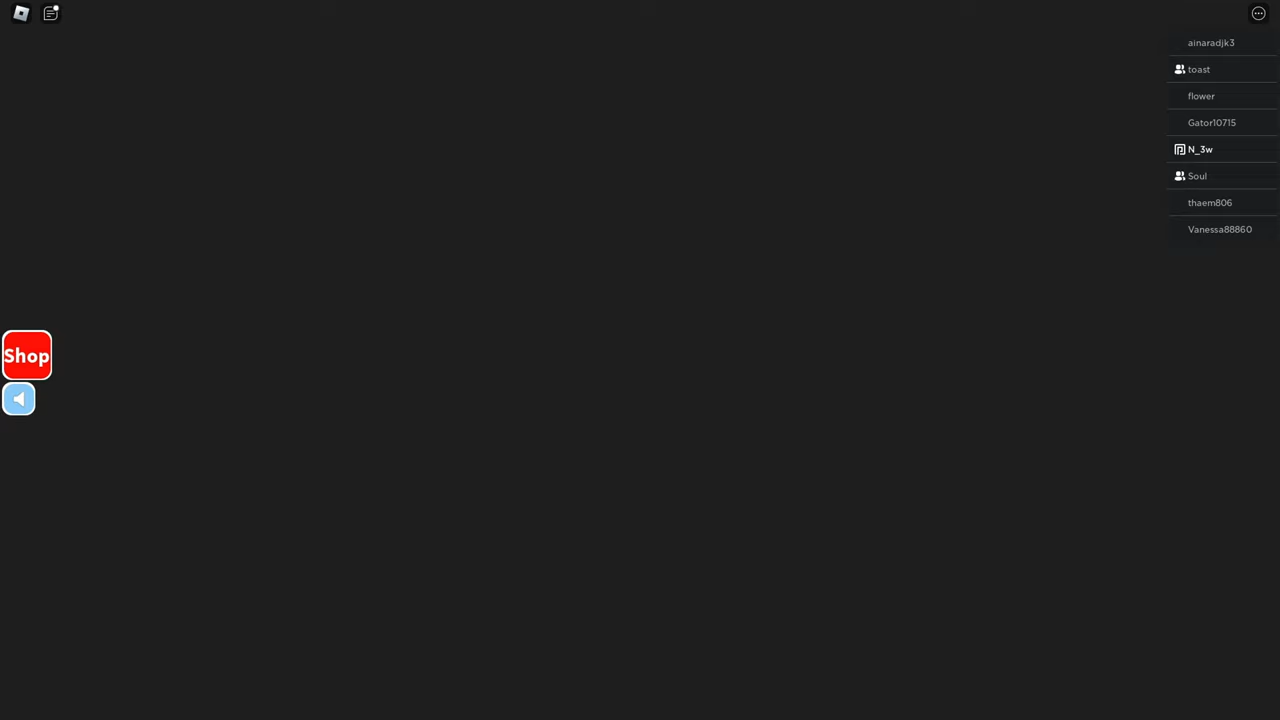 ainaradjk3
toast
flower
Gator10715
N_3w
Soul
thaem806
Vanessa88860
Shop